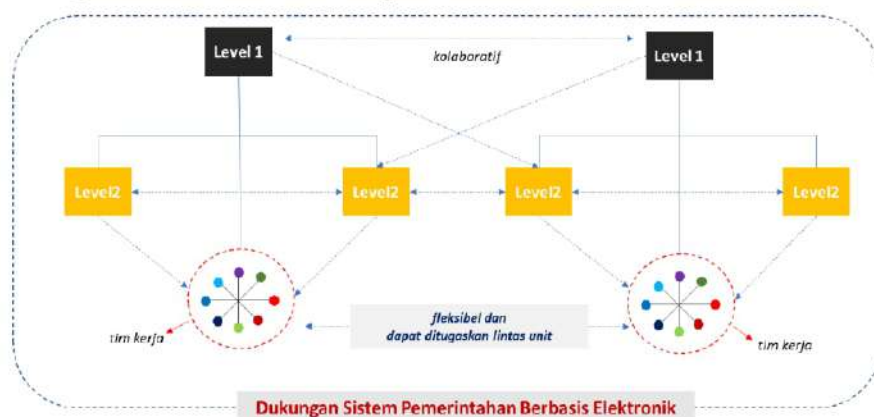 Level 1
Level 1
kolaboratif
Level2
Level2
Level2
Level2
fleksibel dan
dapat ditugaskan lintas unit
tim kerja
tim kerja
Dukungan Sistem Pemerintahan Berbasis Elektronik